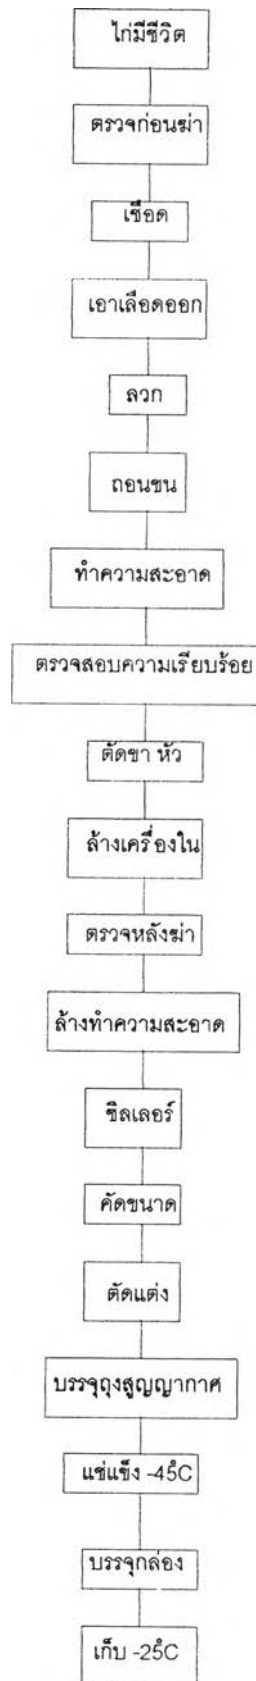 ไก่มีชีวิต
ตรวจก่อนฆ่า
เชือด
เอาเลือดออก
ลวก
ถอนขน
ทำความสะอาด
ตรวจสอบความเรียบร้อย
ตัดขา หัว
ล้างเครื่องใน
ตรวจหลังฆ่า
ล้างทำความสะอาด
ชิลเลอร์
คัดขนาด
ตัดแต่ง
บรรจุถุงสูญญากาศ
แช่แข็ง -45°C
บรรจุกล่อง
เก็บ -25°C